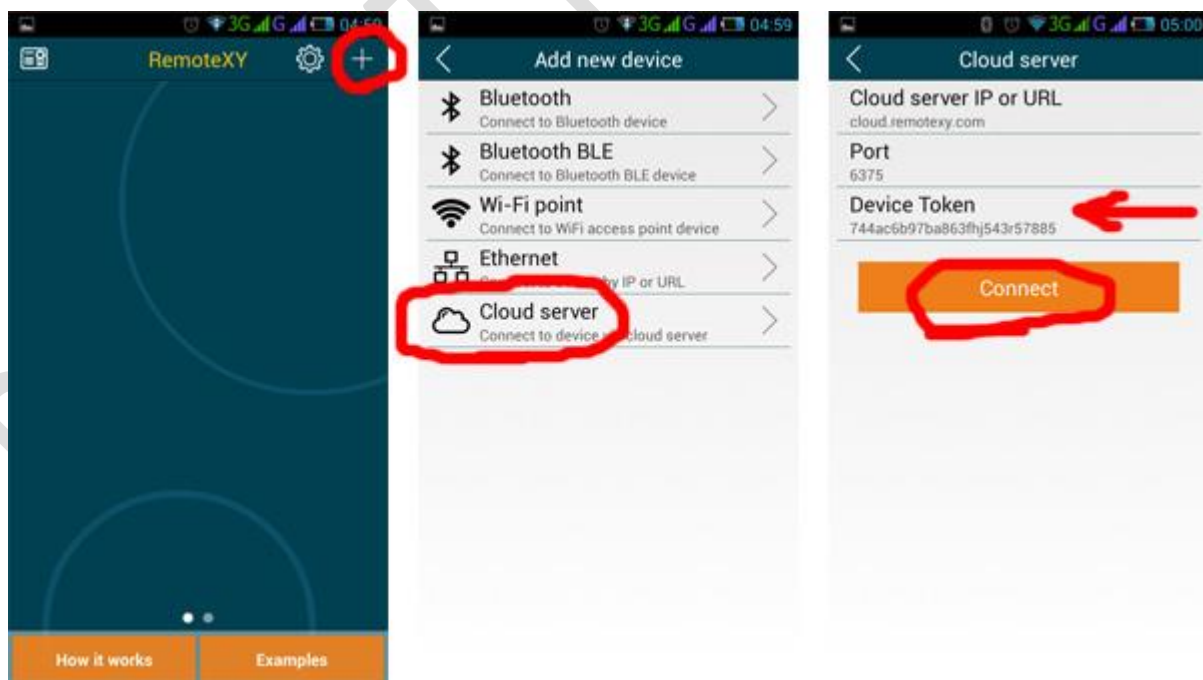 3G G 04:59
RemoteXY
How it works
Examples
3G G 04:59
Add new device
Bluetooth
Connect to Bluetooth device
Bluetooth BLE
Connect to Bluetooth BLE device
Wi-Fi point
Connect to WiFi access point device
Ethernet
by IP or URL
Cloud server
Connect to device cloud server
3G G 05:00
Cloud server
Cloud server IP or URL
cloud.remotexy.com
Port
6375
Device Token
744ac6b97ba863fhj543r57885
Connect